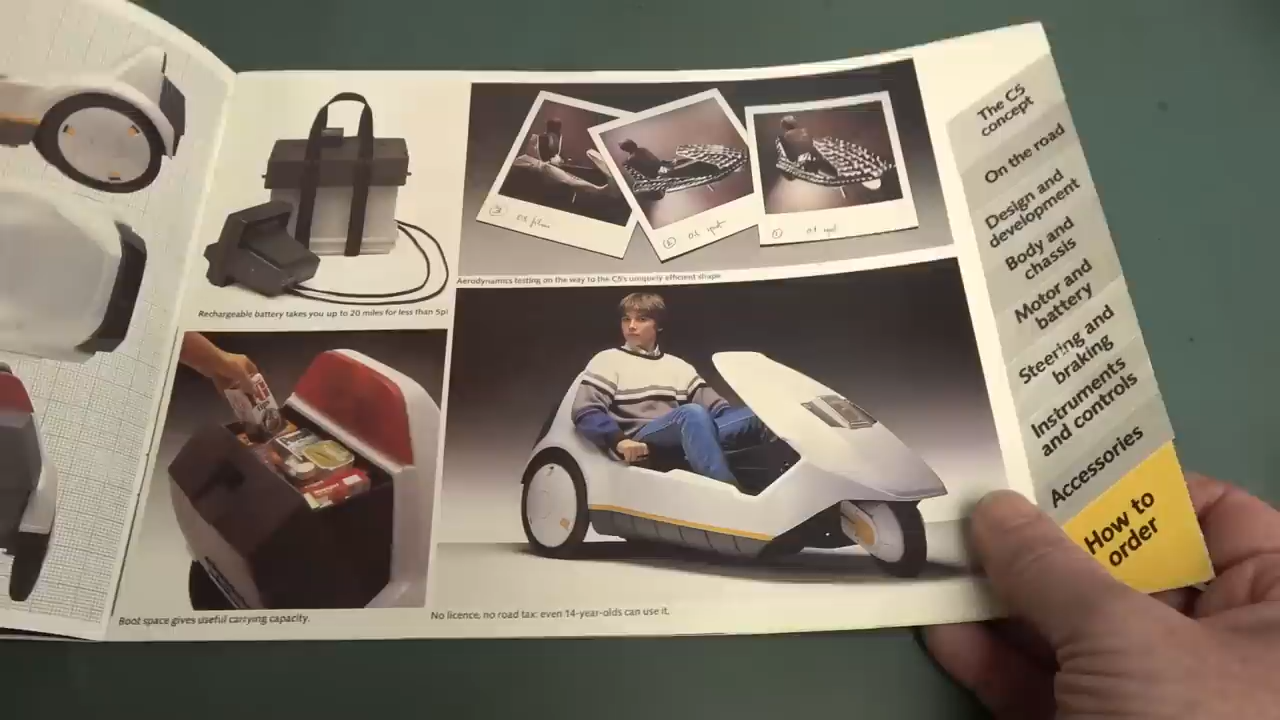 Rechargeable battery takes you up to 20 miles for less than 5p
Aerodynamics testing on the way to the C5's uniquely efficient shape.
Boot space gives useful carrying capacity.
No licence, no road tax: even 14-year-olds can use it.
The C5
concept
On the road
Design and
development
Body and
chassis
Motor and
battery
Steering and
braking
Instruments
and controls
Accessories
How to
order